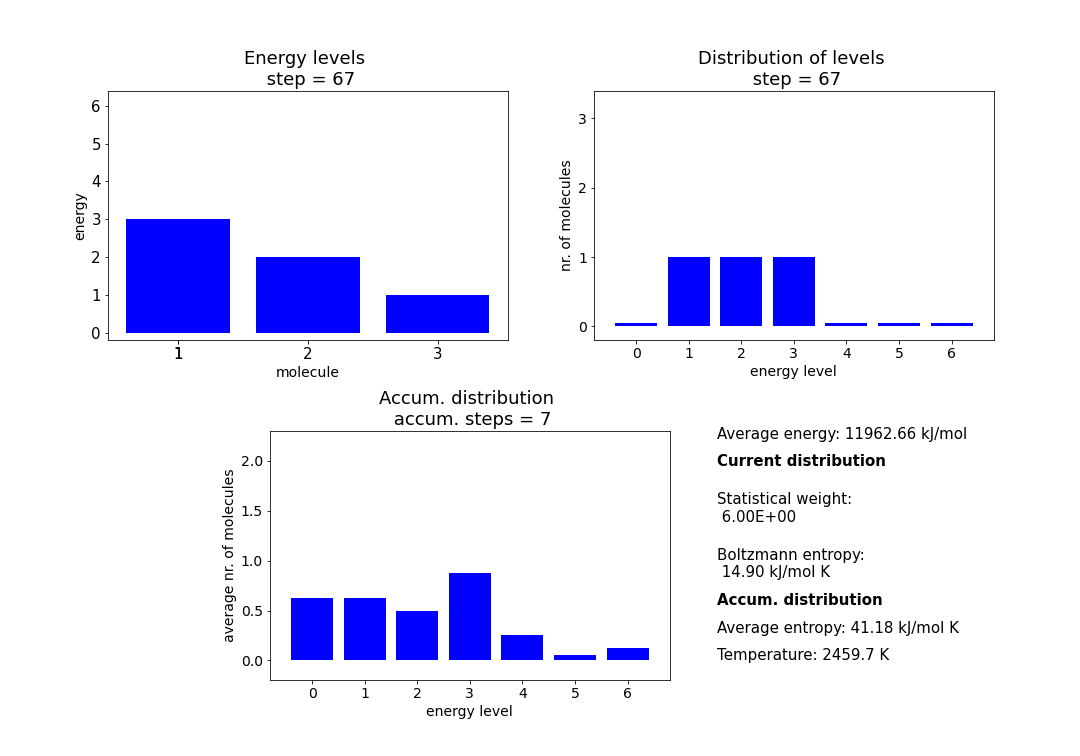 Energy levels
step = 67
6
5
4
3
2
1
0
energy
1
2
3
molecule
Distribution of levels
step = 67
3
2
1
0
nr. of molecules
0
1
2
3
4
5
6
energy level
Accum. distribution
accum. steps = 7
2.0
1.5
1.0
0.5
0.0
average nr. of molecules
0
1
2
3
4
5
6
energy level
Average energy: 11962.66 kJ/mol
Current distribution
Statistical weight:
6.00E+00
Boltzmann entropy:
14.90 kJ/mol K
Accum. distribution
Average entropy: 41.18 kJ/mol K
Temperature: 2459.7 K